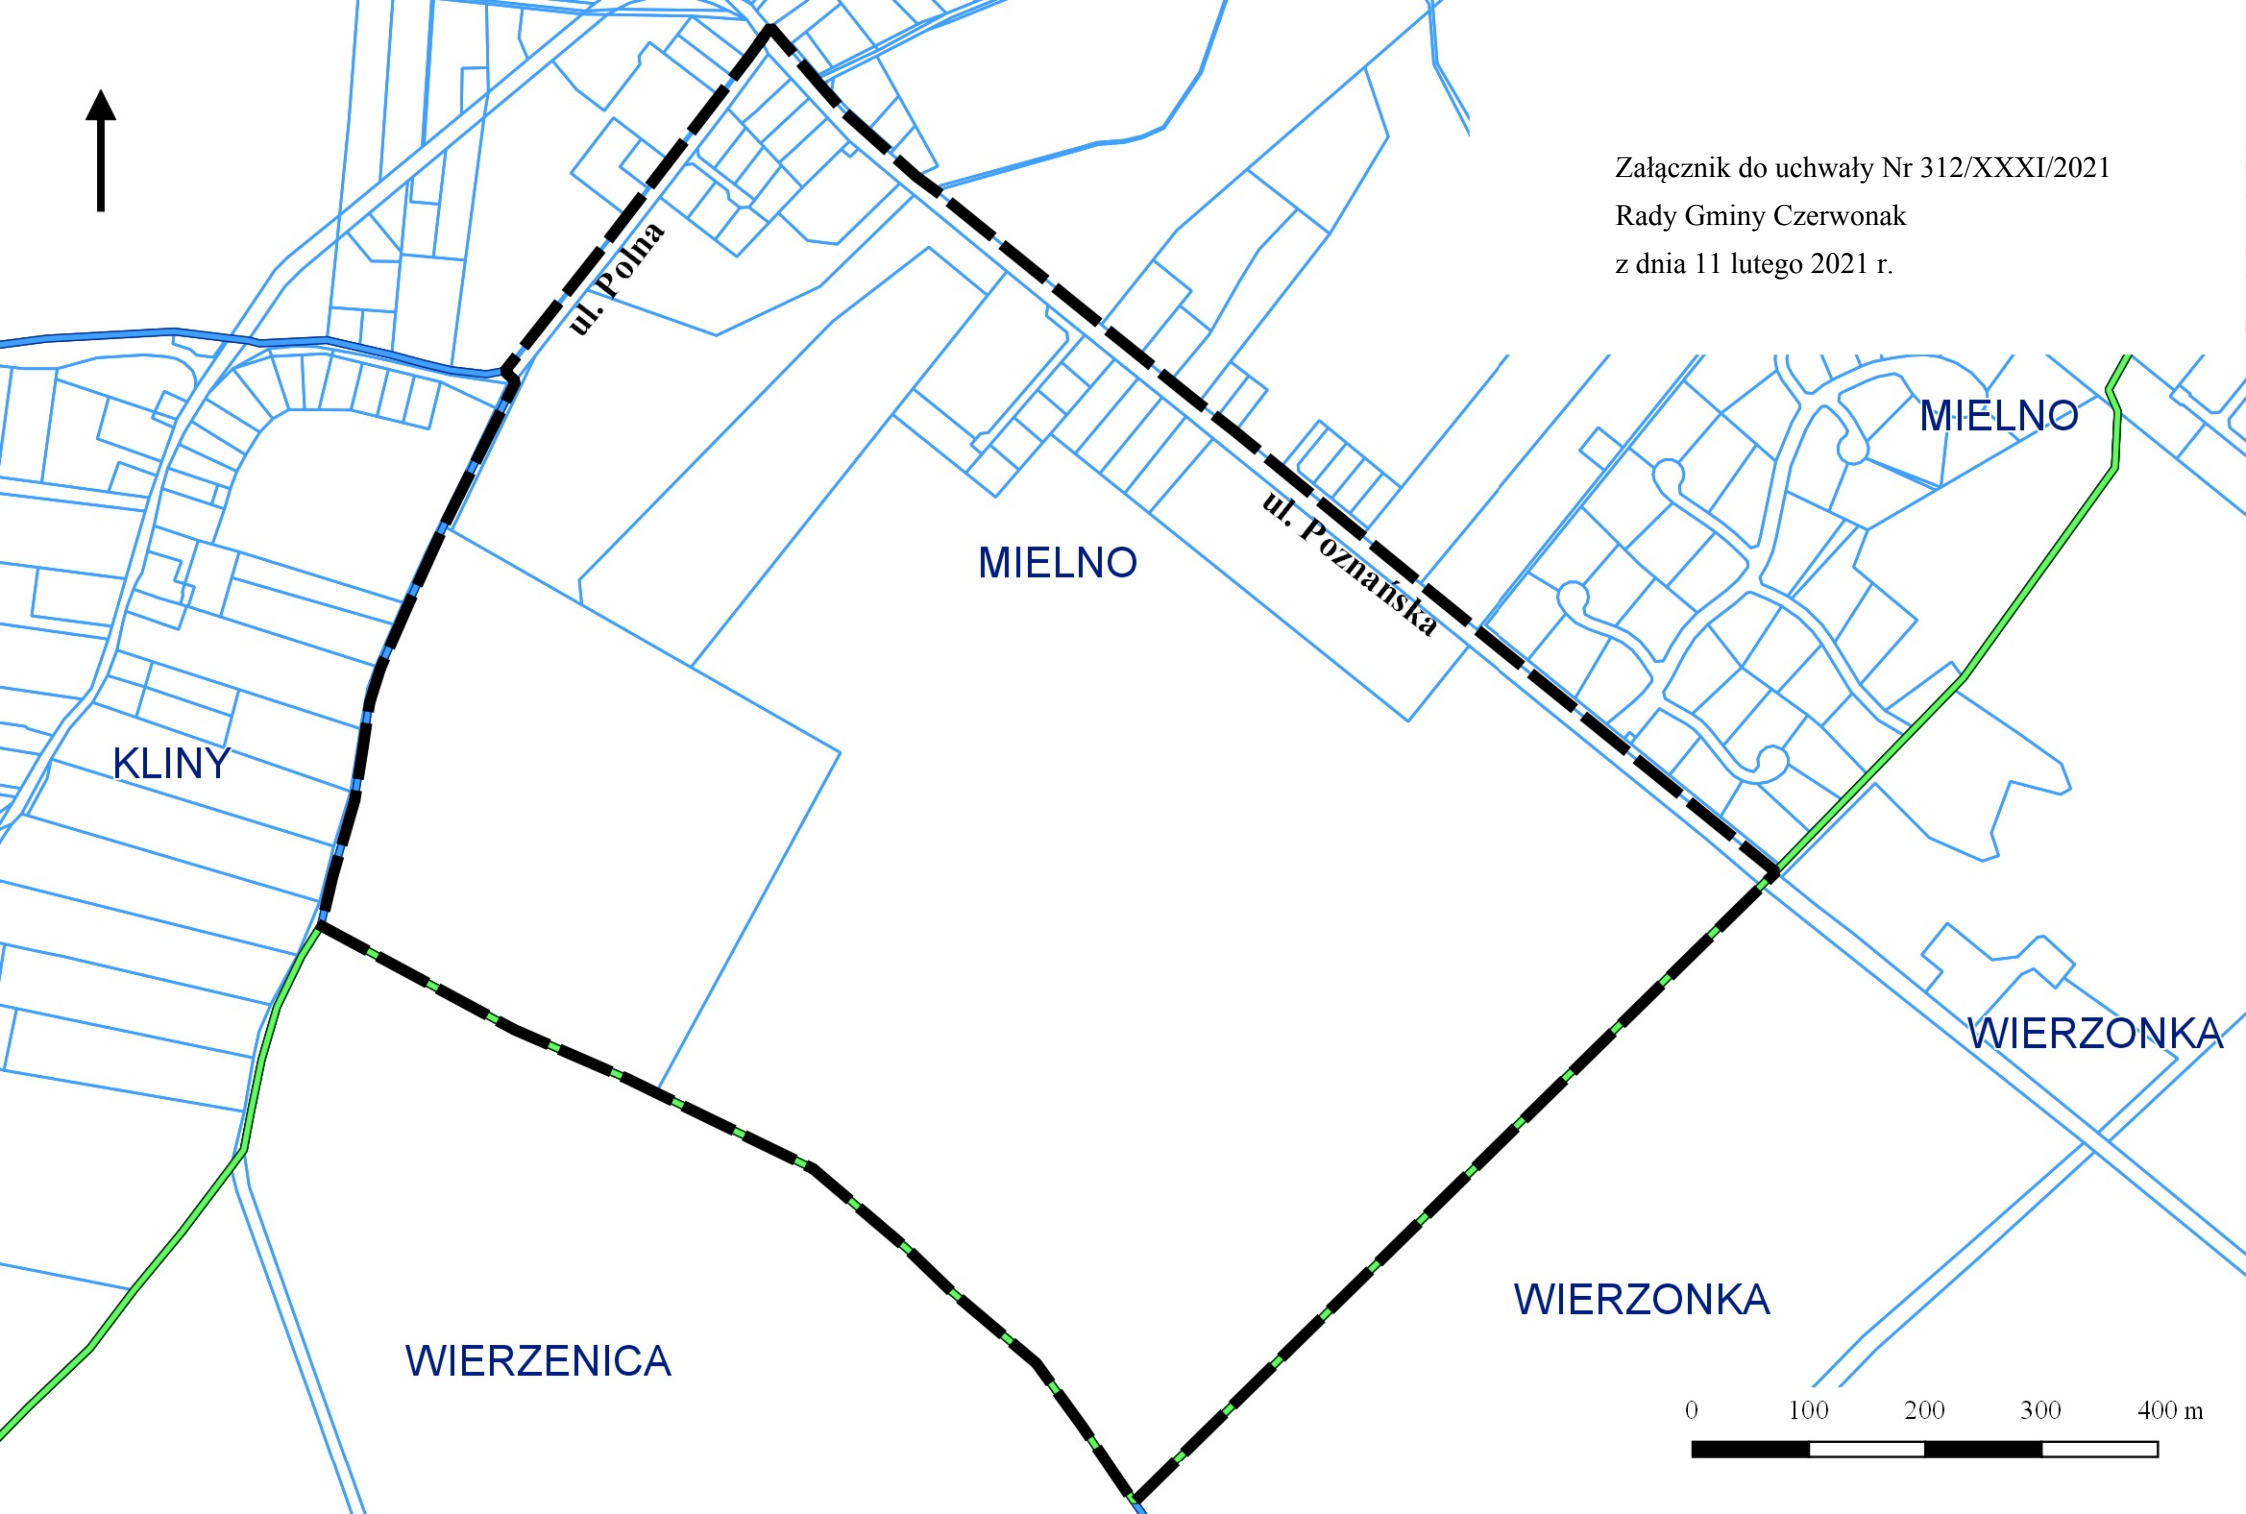 Załącznik do uchwały Nr 312/XXXI/2021
Rady Gminy Czerwonak
z dnia 11 lutego 2021 r.
ul. Polna
MIELNO
MIELNO
ul. Poznańska
KLINY
WIERZONKA
WIERZONKA
WIERZENICA
0 100 200 300 400 m